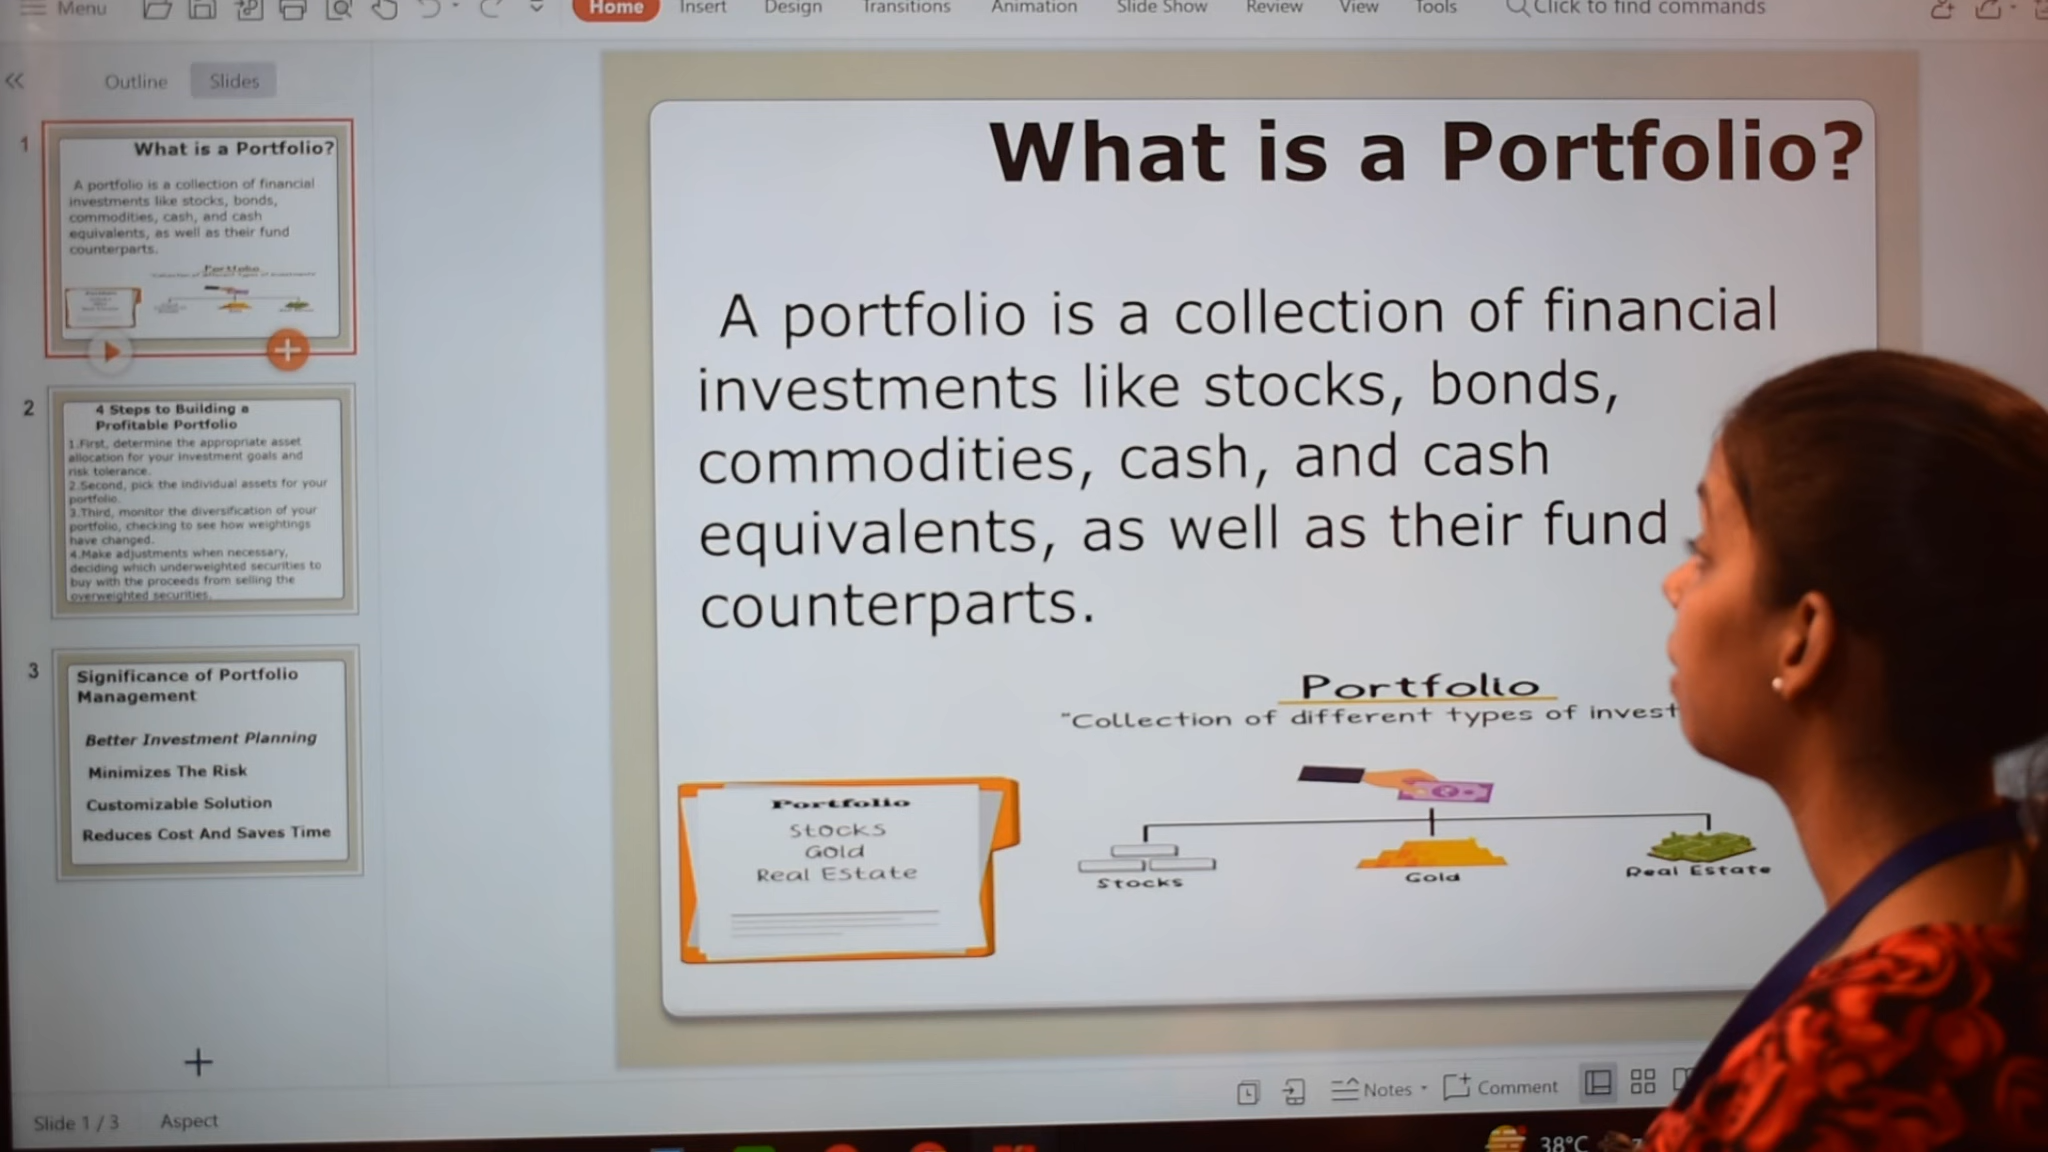 Menu
Home
Insert
Design
Transitions
Animation
Slide Show
Review
View
Tools
Click to find commands
Outline
Slides
1
What is a Portfolio?
A portfolio is a collection of financial
investments like stocks, bonds,
commodities, cash, and cash
equivalents, as well as their fund
counterparts.
Portfolio
2
4 Steps to Building a
Profitable Portfolio
1.First, determine the appropriate asset
allocation for your investment goals and
risk tolerance.
2.Second, pick the individual assets for your
portfolio.
3.Third, monitor the diversification of your
portfolio, checking to see how weightings
have changed.
4.Make adjustments when necessary,
deciding which underweighted securities to
buy with the proceeds from selling the
overweighted securities.
3
Significance of Portfolio
Management
Better Investment Planning
Minimizes The Risk
Customizable Solution
Reduces Cost And Saves Time
Slide 1 / 3
Aspect
What is a Portfolio?
A portfolio is a collection of financial
investments like stocks, bonds,
commodities, cash, and cash
equivalents, as well as their fund
counterparts.
Portfolio
"Collection of different types of invest
Portfolio
Stocks
Gold
Real Estate
Stocks
Gold
Real Estate
Notes
Comment
38°C